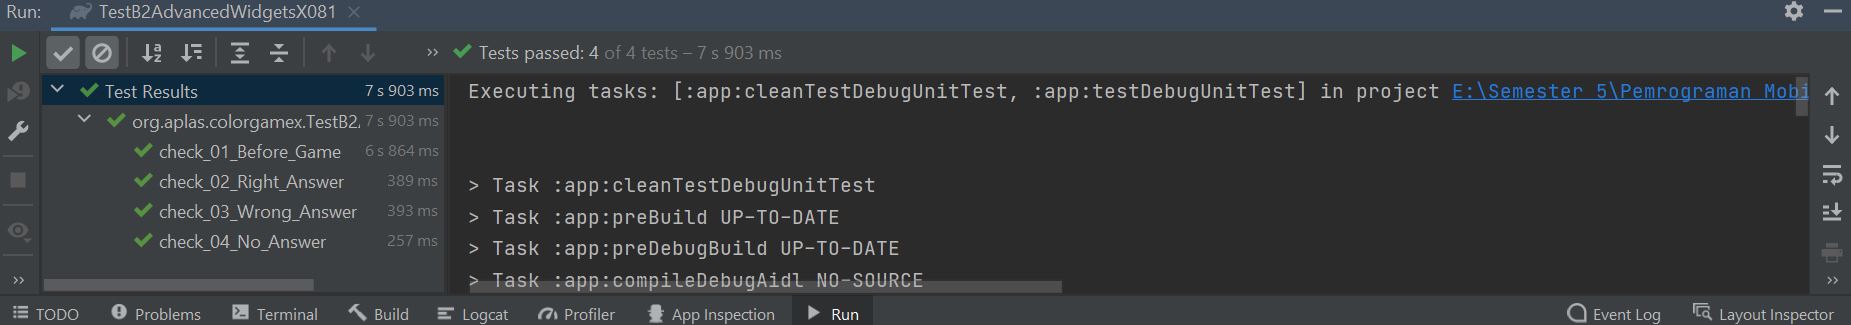 Run: TestB2AdvancedWidgetsX081
Tests passed: 4 of 4 tests – 7 s 903 ms
Test Results 7 s 903 ms
org.aplas.colorgamex.TestB2 7 s 903 ms
check_01_Before_Game 6 s 864 ms
check_02_Right_Answer 389 ms
check_03_Wrong_Answer 393 ms
check_04_No_Answer 257 ms
Executing tasks: [:app:cleanTestDebugUnitTest, :app:testDebugUnitTest] in project E:\Semester 5\Pemrograman Mobi
> Task :app:cleanTestDebugUnitTest
> Task :app:preBuild UP-TO-DATE
> Task :app:preDebugBuild UP-TO-DATE
> Task :app:compileDebugAidl NO-SOURCE
TODO Problems Terminal Build Logcat Profiler App Inspection Run Event Log Layout Inspector